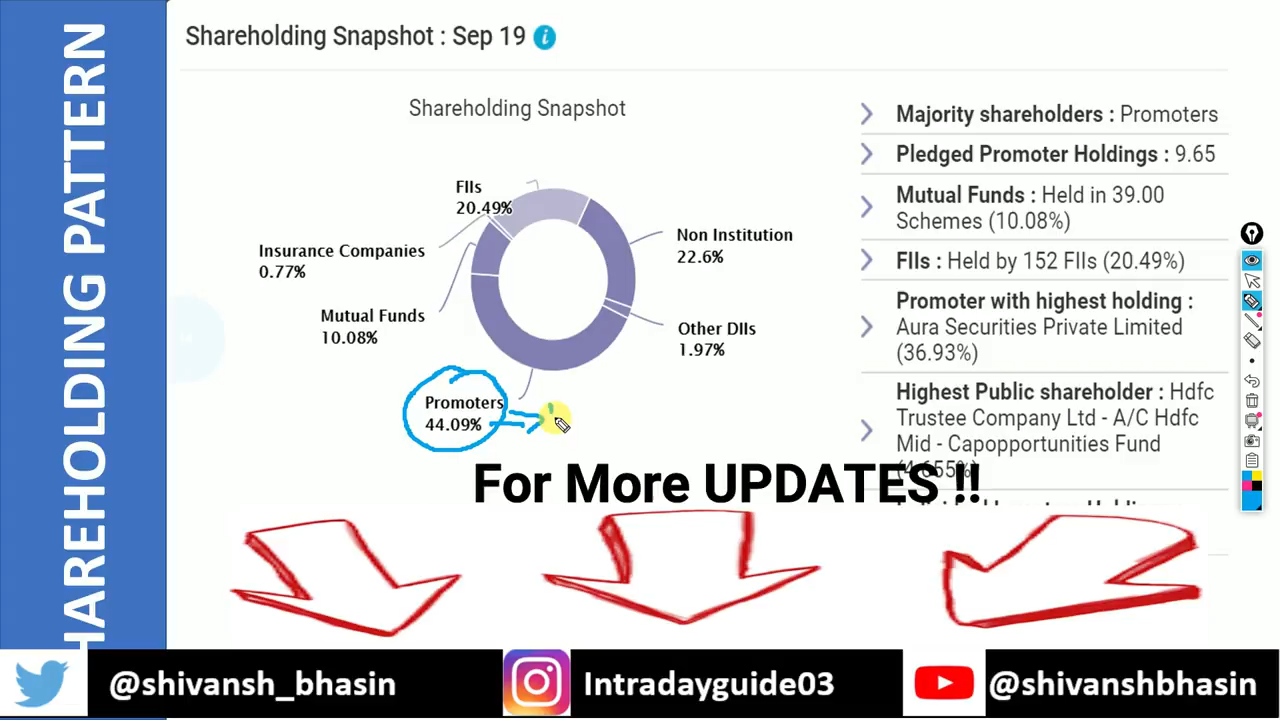 SHAREHOLDING PATTERN
Shareholding Snapshot : Sep 19
Shareholding Snapshot
FIIs
20.49%
Insurance Companies
0.77%
Mutual Funds
10.08%
Promoters
44.09%
Non Institution
22.6%
Other DIIs
1.97%
Majority shareholders : Promoters
Pledged Promoter Holdings : 9.65
Mutual Funds : Held in 39.00
Schemes (10.08%)
FIIs : Held by 152 FIIs (20.49%)
Promoter with highest holding :
Aura Securities Private Limited
(36.93%)
Highest Public shareholder : Hdfc
Trustee Company Ltd - A/C Hdfc
Mid - Capopportunities Fund
(4.655%)
For More UPDATES !!
@shivansh_bhasin
Intradayguide03
@shivanshbhasin